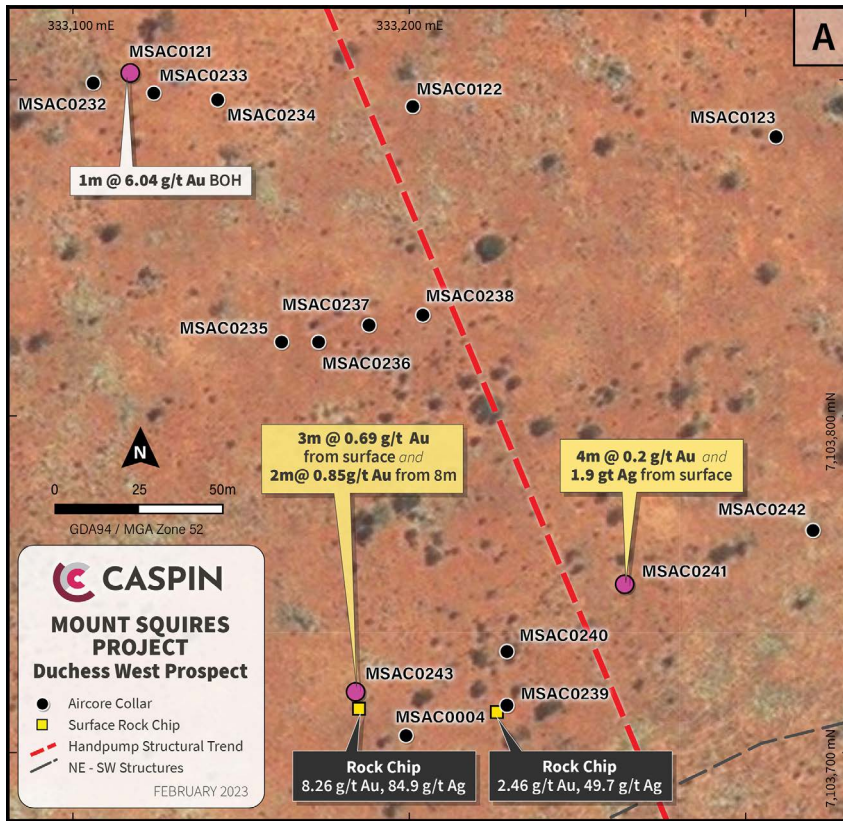 333,100 mE
333,200 mE
A
MSAC0121
MSAC0233
MSAC0232
MSAC0234
MSAC0122
MSAC0123
1m @ 6.04 g/t Au BOH
MSAC0237
MSAC0238
MSAC0235
MSAC0236
7,103,800 mN
3m @ 0.69 g/t Au
from surface and
2m@ 0.85g/t Au from 8m
4m @ 0.2 g/t Au and
1.9 gt Ag from surface
N
0 25 50m
GDA94 / MGA Zone 52
MSAC0242
MSAC0241
MSAC0240
MSAC0243
MSAC0239
MSAC0004
Rock Chip
8.26 g/t Au, 84.9 g/t Ag
Rock Chip
2.46 g/t Au, 49.7 g/t Ag
7,103,700 mN
CASPIN
MOUNT SQUIRES
PROJECT
Duchess West Prospect
Aircore Collar
Surface Rock Chip
Handpump Structural Trend
NE - SW Structures
FEBRUARY 2023